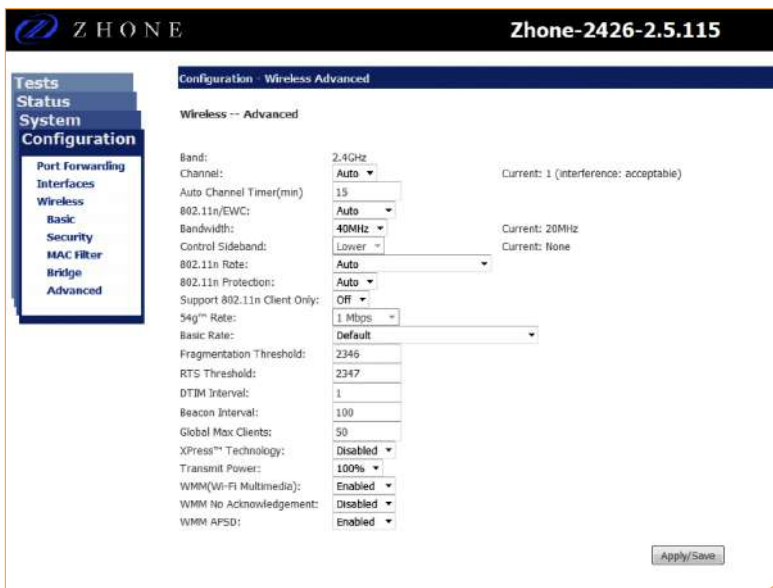 ZHONE
Zhone-2426-2.5.115
Tests
Status
System
Configuration
Port Forwarding
Interfaces
Wireless
Basic
Security
MAC Filter
Bridge
Advanced
Configuration - Wireless Advanced
Wireless -- Advanced
Band: 2.4GHz
Channel: Auto Current: 1 (interference: acceptable)
Auto Channel Timer(min) 15
802.11n/EWC: Auto
Bandwidth: 40MHz Current: 20MHz
Control Sideband: Lower Current: None
802.11n Rate: Auto
802.11n Protection: Auto
Support 802.11n Client Only: Off
54g™ Rate: 1 Mbps
Basic Rate: Default
Fragmentation Threshold: 2346
RTS Threshold: 2347
DTIM Interval: 1
Beacon Interval: 100
Global Max Clients: 50
XPress™ Technology: Disabled
Transmit Power: 100%
WMM(Wi-Fi Multimedia): Enabled
WMM No Acknowledgement: Disabled
WMM APSD: Enabled
Apply/Save